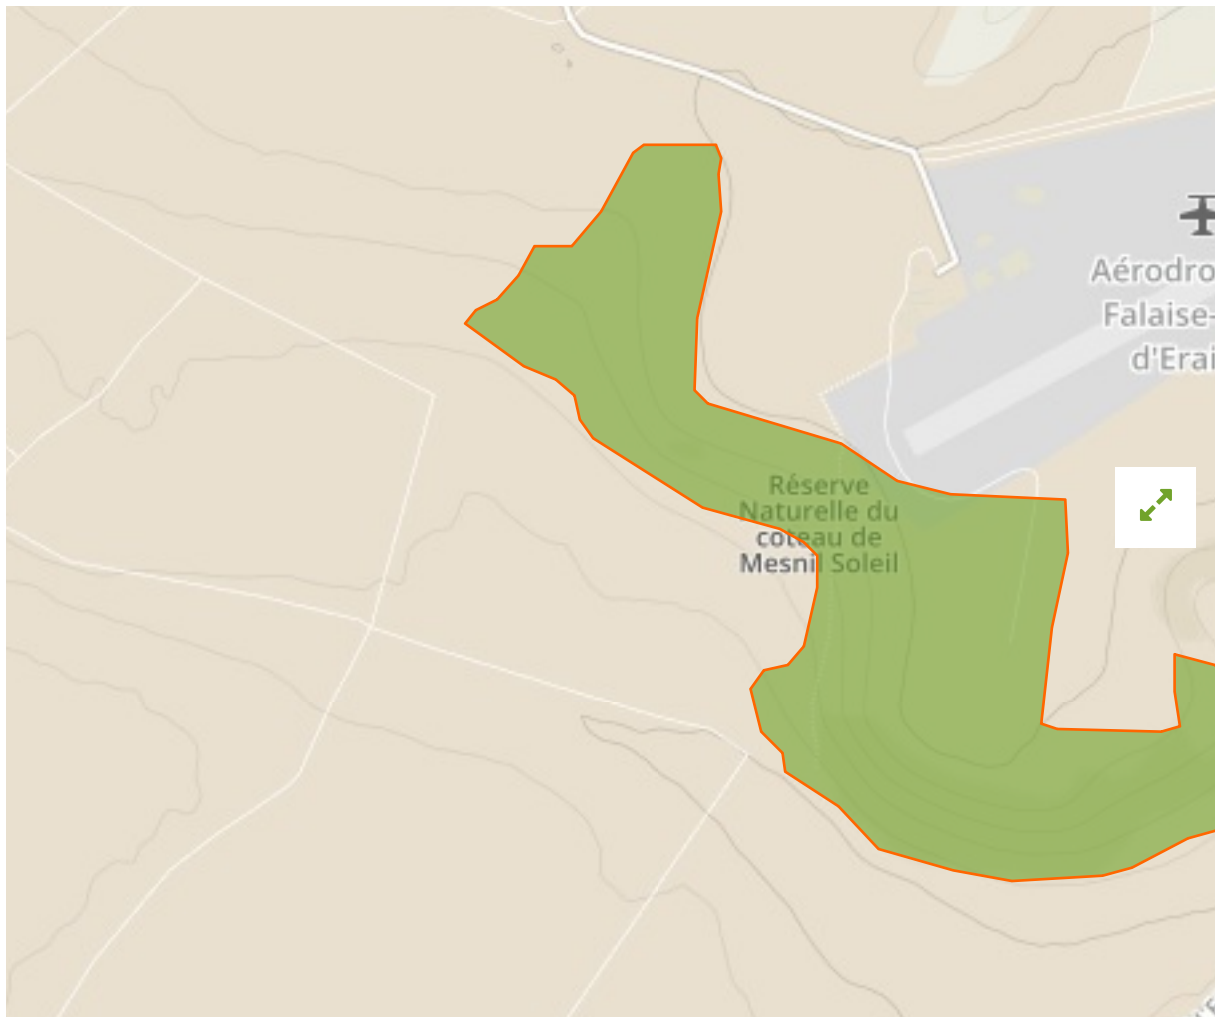 Aérodro
Falaise-
d'Erai
Réserve
Naturelle du
coteau de
Mesnil Soleil